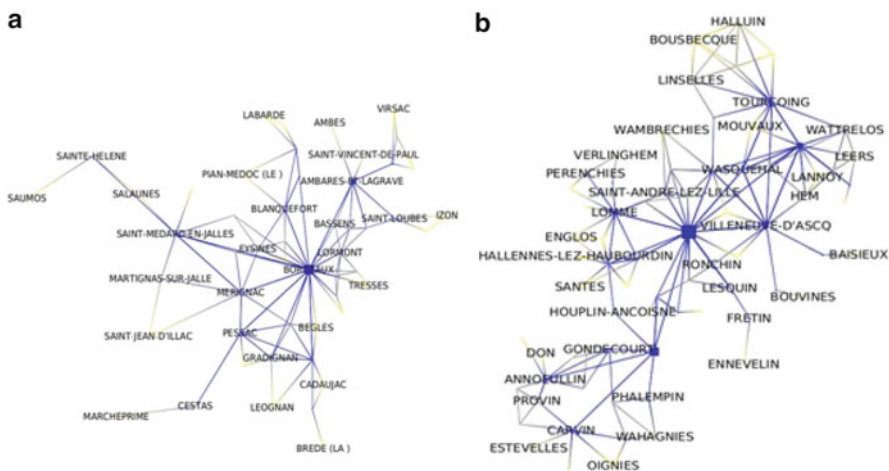 a
LABARDE
AMBES
VIRSAC
SAINTE-HELENE
SAINT-VINCENT-DE-PAUL
PIAN-MEDOC (LE )
AMBARES-ET-LAGRAVE
SAUMOS
SALAUNES
BLANQUEFORT
BASSENS
SAINT-LOUBES
IZON
SAINT-MEDARD-EN-JALLES
EYSINES
LORMONT
BORDEAUX
MARTIGNAS-SUR-JALLE
MERIGNAC
TRESSES
SAINT-JEAN D'ILLAC
PESSAC
BEGLES
GRADIGNAN
CADAUJAC
MARCHEPRIME
CESTAS
LEOGNAN
BREDE (LA )
b
HALLUIN
BOUSBECQUE
LINSELLES
TOURCOING
WAMBRECHIES
MOUVAUX
WATTRELOS
VERLINGHEM
LEERS
PERENCHIES
WASQUEHAL
LANNOY
SAINT-ANDRE-LEZ-LILLE
HEM
LOMME
VILLENEUVE-D'ASCQ
ENGLOS
HALLENNES-LEZ-HAUBOURDIN
RONCHIN
BAISIEUX
SANTES
LESQUIN
BOUVINES
HOUPLIN-ANCOISNE
FRETIN
DON
GONDECOURT
ENNEVELIN
ANNOEULLIN
PROVIN
PHALEMPIN
CARVIN
WAHAGNIES
ESTEVELLES
OIGNIES